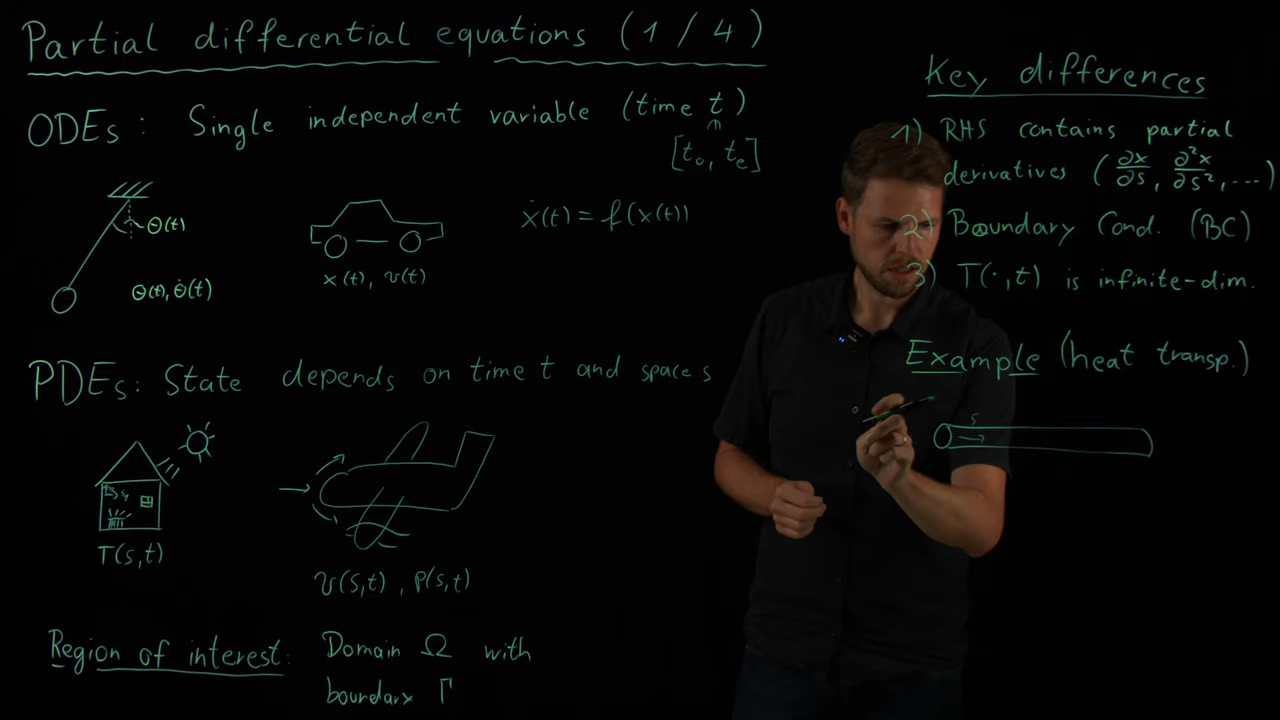 Partial differential equations (1 / 4)
ODEs: Single independent variable (time t)
[t₀, tₑ]
Θ(t)
Θ(t), Θ̇(t)
x(t), v(t)
ẋ(t) = f(x(t))
PDEs: State depends on time t and space s
T(s,t)
v(s,t), p(s,t)
Region of interest: Domain Ω with
boundary Γ
Key differences
1) RHS contains partial
derivatives (∂x/∂s, ∂²x/∂s², ...)
2) Boundary Cond. (BC)
3) T(·,t) is infinite-dim.
Example (heat transp.)
s